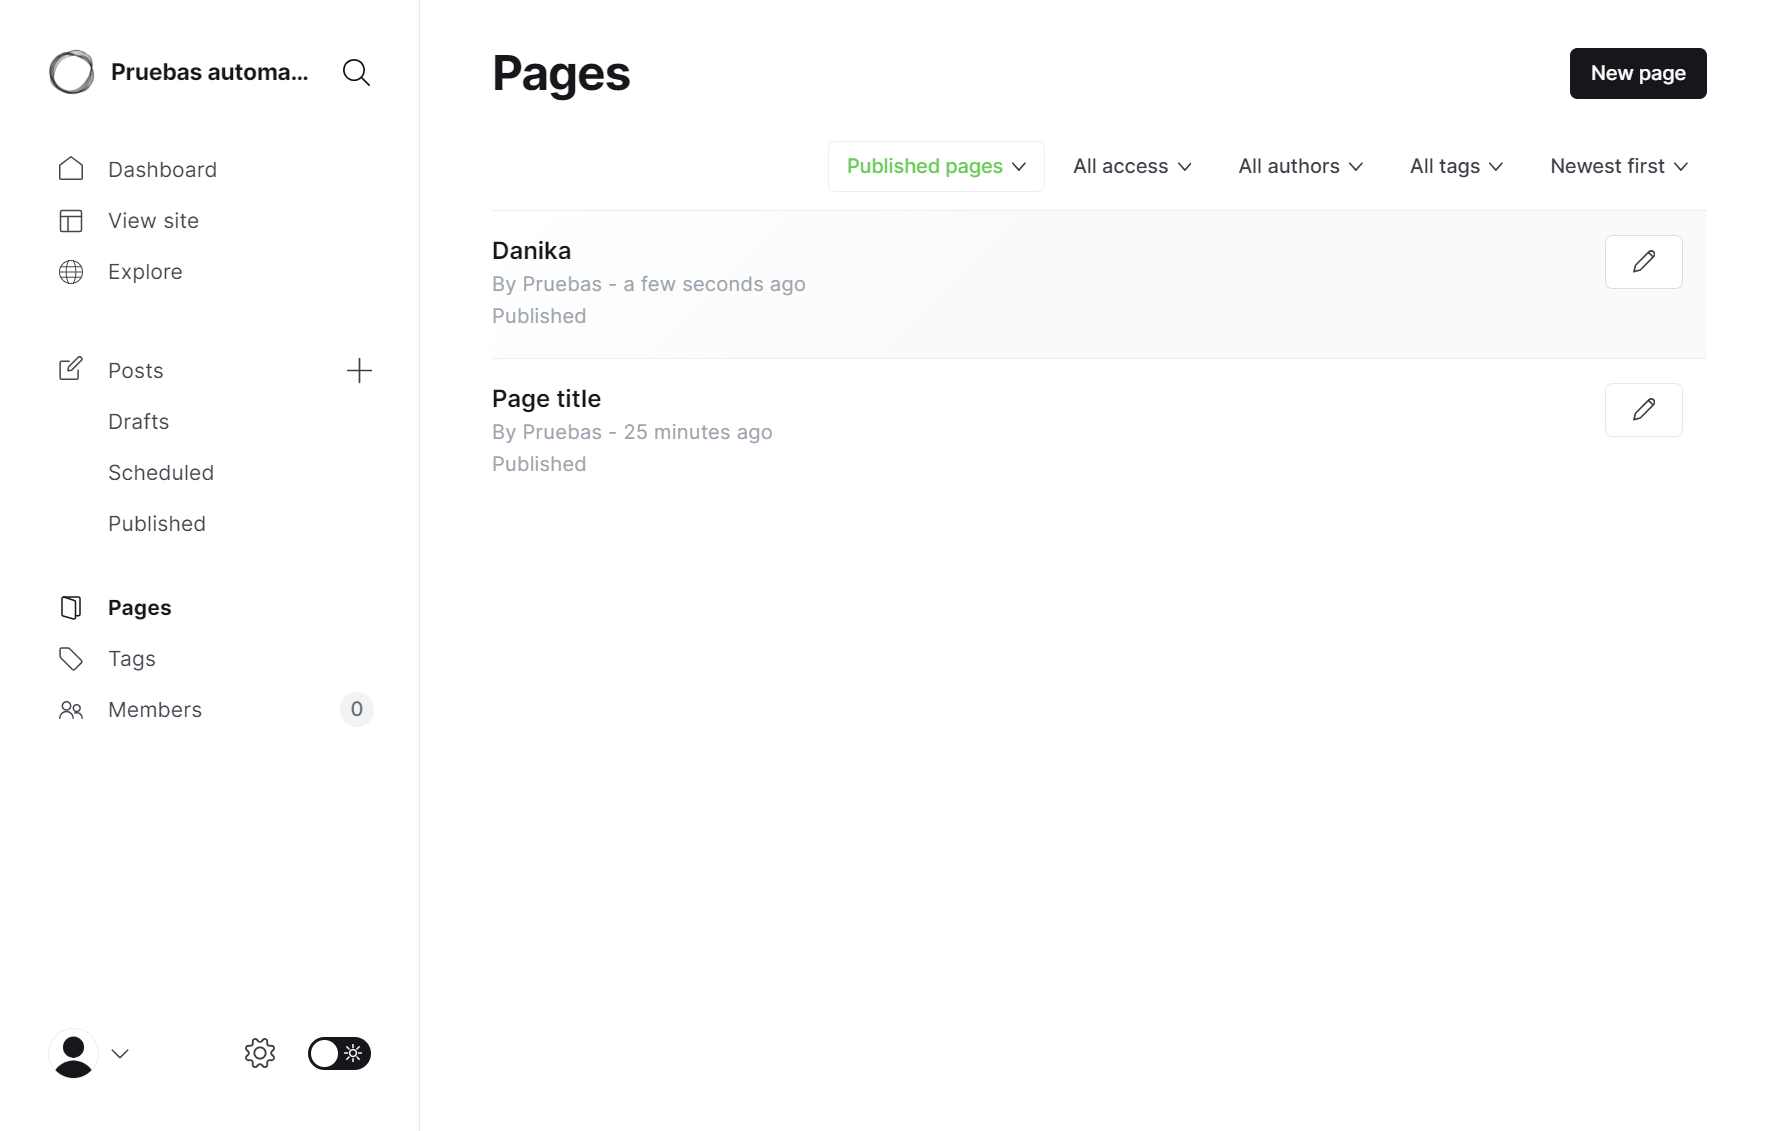 Pruebas automa...
Dashboard
View site
Explore
Posts
Drafts
Scheduled
Published
Pages
Tags
Members
0
Pages
New page
Published pages
All access
All authors
All tags
Newest first
Danika
By Pruebas - a few seconds ago
Published
Page title
By Pruebas - 25 minutes ago
Published